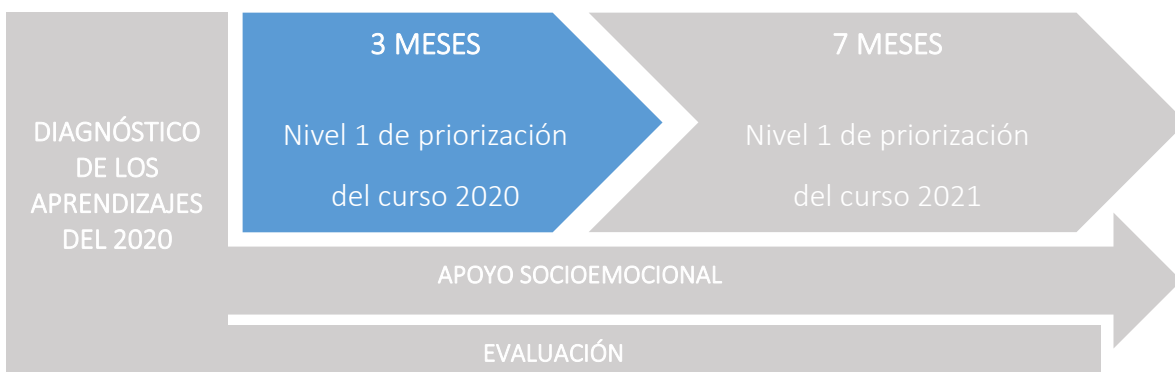 DIAGNÓSTICO
DE LOS
APRENDIZAJES
DEL 2020
3 MESES
Nivel 1 de priorización
del curso 2020
7 MESES
Nivel 1 de priorización
del curso 2021
APOYO SOCIOEMOCIONAL
EVALUACIÓN